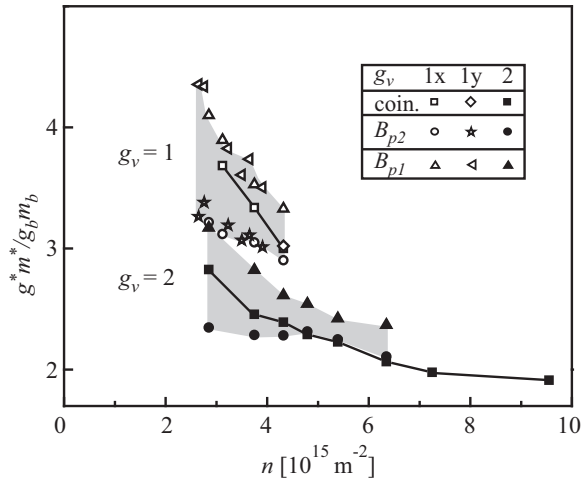 g_v 1x 1y 2
coin.
B_p2
B_p1
4
3
2
g_v = 1
g_v = 2
g*m*/g_b m_b
0 2 4 6 8 10
n [10^15 m^-2]